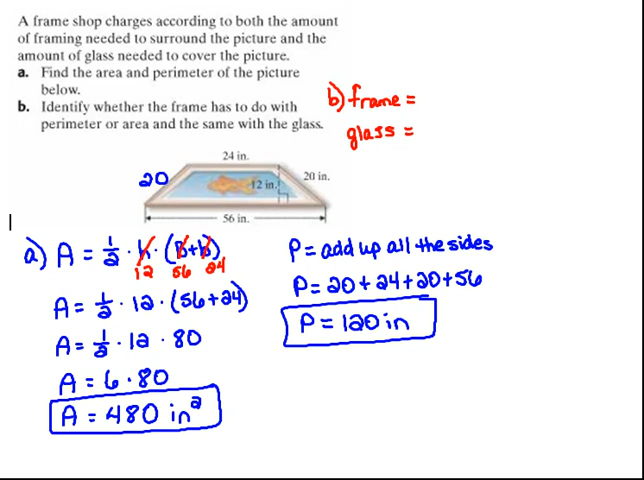 A frame shop charges according to both the amount
of framing needed to surround the picture and the
amount of glass needed to cover the picture.
a. Find the area and perimeter of the picture
below.
b. Identify whether the frame has to do with
perimeter or area and the same with the glass.
b) frame =
glass =
24 in.
20
12 in.
20 in.
56 in.
a) A = 1/2 · h · (B+b)
12 56 24
A = 1/2 · 12 · (56+24)
A = 1/2 · 12 · 80
A = 6 · 80
A = 480 in²
P = add up all the sides
P = 20 + 24 + 20 + 56
P = 120 in